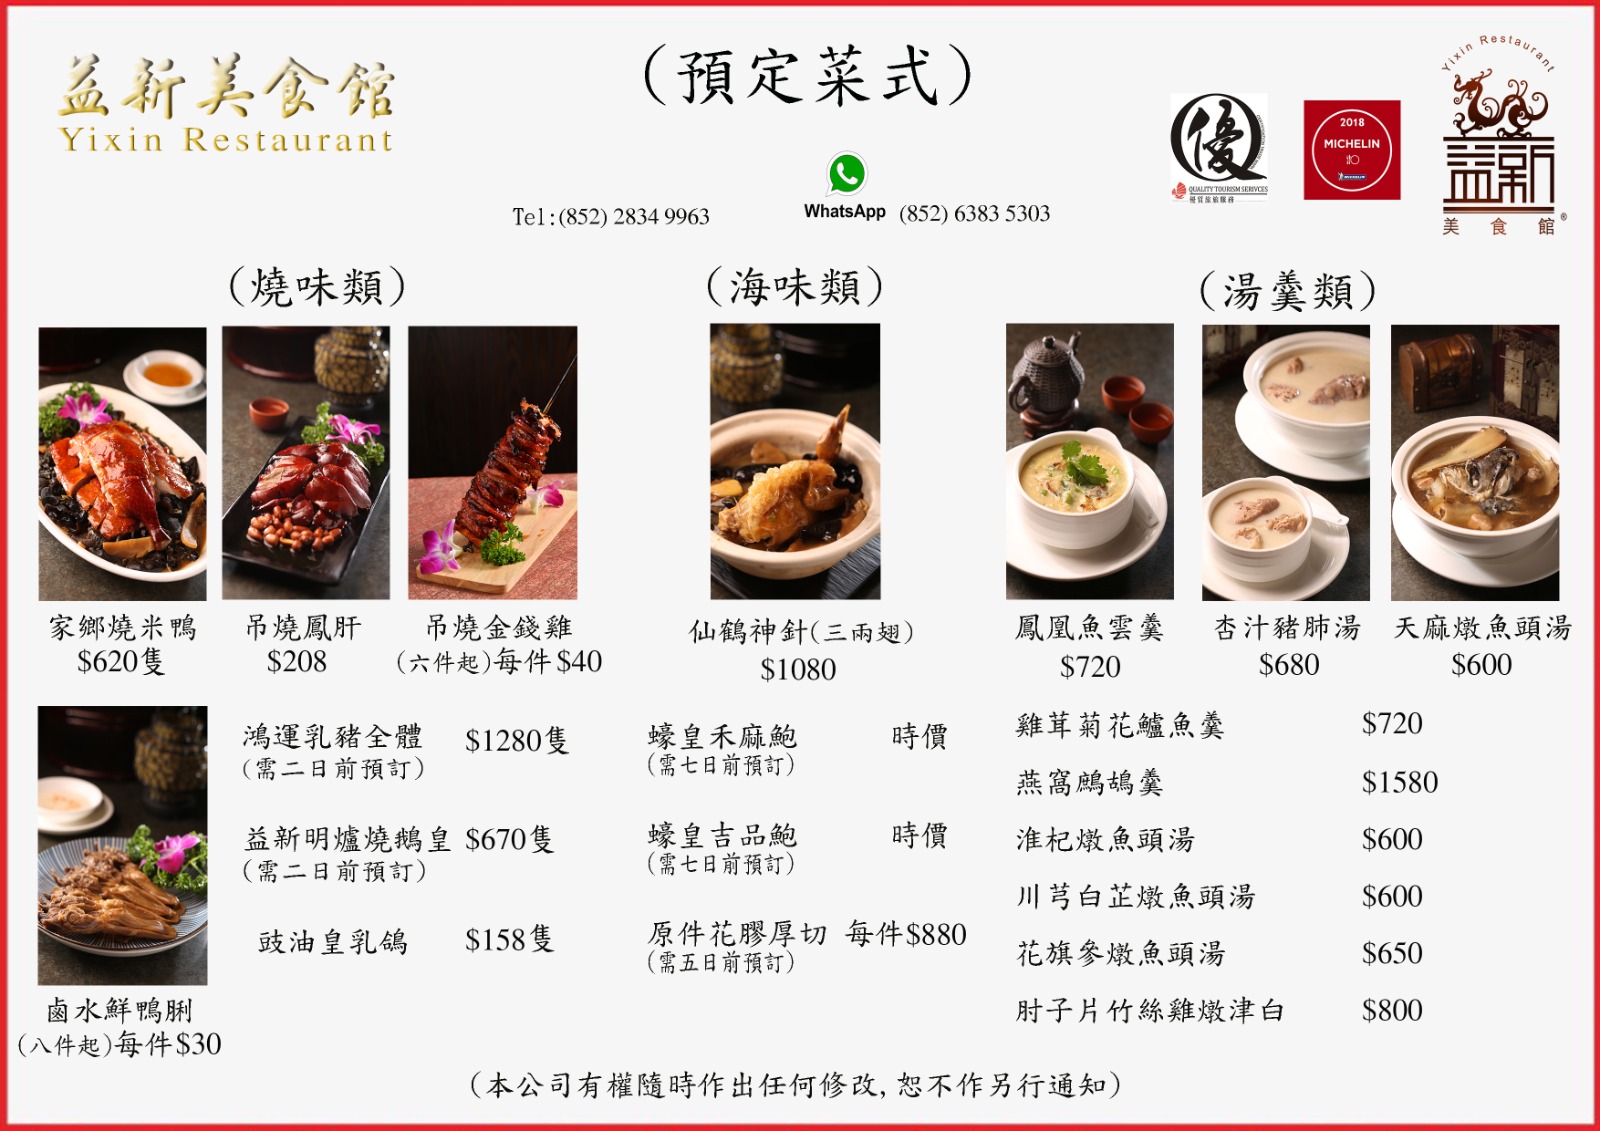 益新美食館
Yixin Restaurant
（預定菜式）
Tel:(852) 2834 9963
WhatsApp (852) 6383 5303
優
QUALITY TOURISM SERIVCES
優質旅遊服務
2018
MICHELIN
Yixin Restaurant
益新
美食館®
（燒味類）
家鄉燒米鴨
$620隻
吊燒鳳肝
$208
吊燒金錢雞
(六件起)每件$40
鹵水鮮鴨脷
(八件起)每件$30
鴻運乳豬全體 $1280隻
(需二日前預訂)
益新明爐燒鵝皇 $670隻
(需二日前預訂)
豉油皇乳鴿 $158隻
（海味類）
仙鶴神針(三兩翅)
$1080
蠔皇禾麻鮑 時價
(需七日前預訂)
蠔皇吉品鮑 時價
(需七日前預訂)
原件花膠厚切 每件$880
(需五日前預訂)
（湯羹類）
鳳凰魚雲羹
$720
杏汁豬肺湯
$680
天麻燉魚頭湯
$600
雞茸菊花鱸魚羹 $720
燕窩鷓鴣羹 $1580
淮杞燉魚頭湯 $600
川芎白芷燉魚頭湯 $600
花旗參燉魚頭湯 $650
肘子片竹絲雞燉津白 $800
（本公司有權隨時作出任何修改, 恕不作另行通知）